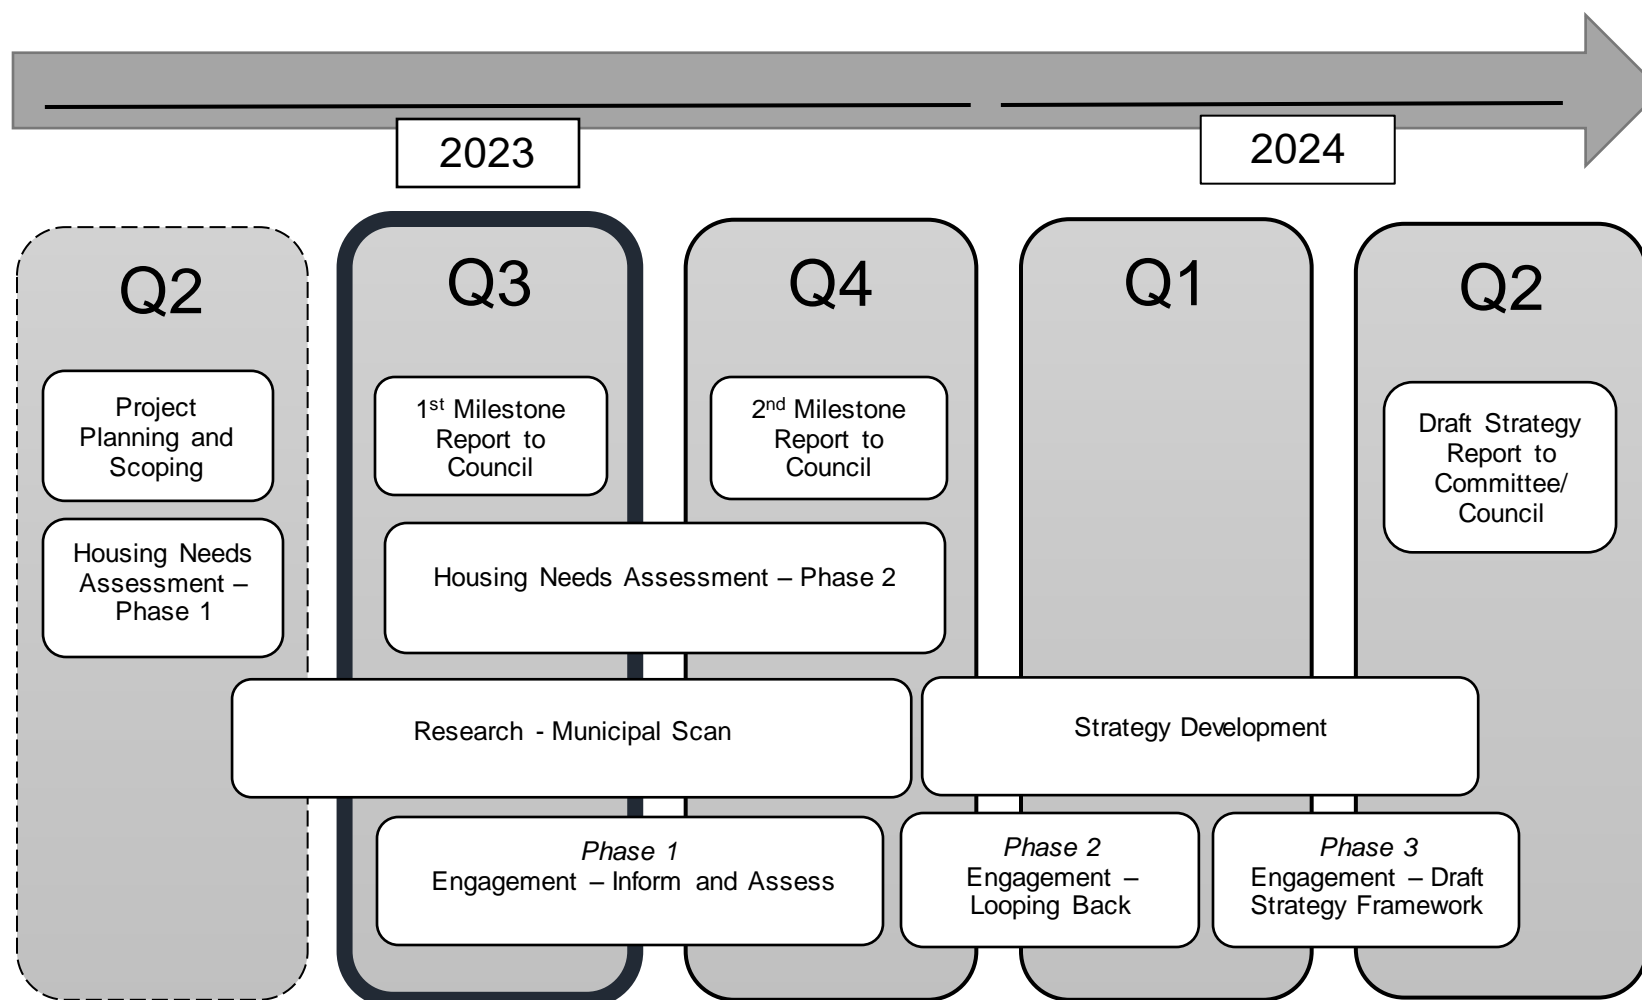 2023
2024
Q2
Q3
Q4
Q1
Q2
Project
Planning and
Scoping
1st Milestone
Report to
Council
2nd Milestone
Report to
Council
Draft Strategy
Report to
Committee/
Council
Housing Needs
Assessment –
Phase 1
Housing Needs Assessment – Phase 2
Research - Municipal Scan
Strategy Development
Phase 1
Engagement – Inform and Assess
Phase 2
Engagement –
Looping Back
Phase 3
Engagement – Draft
Strategy Framework